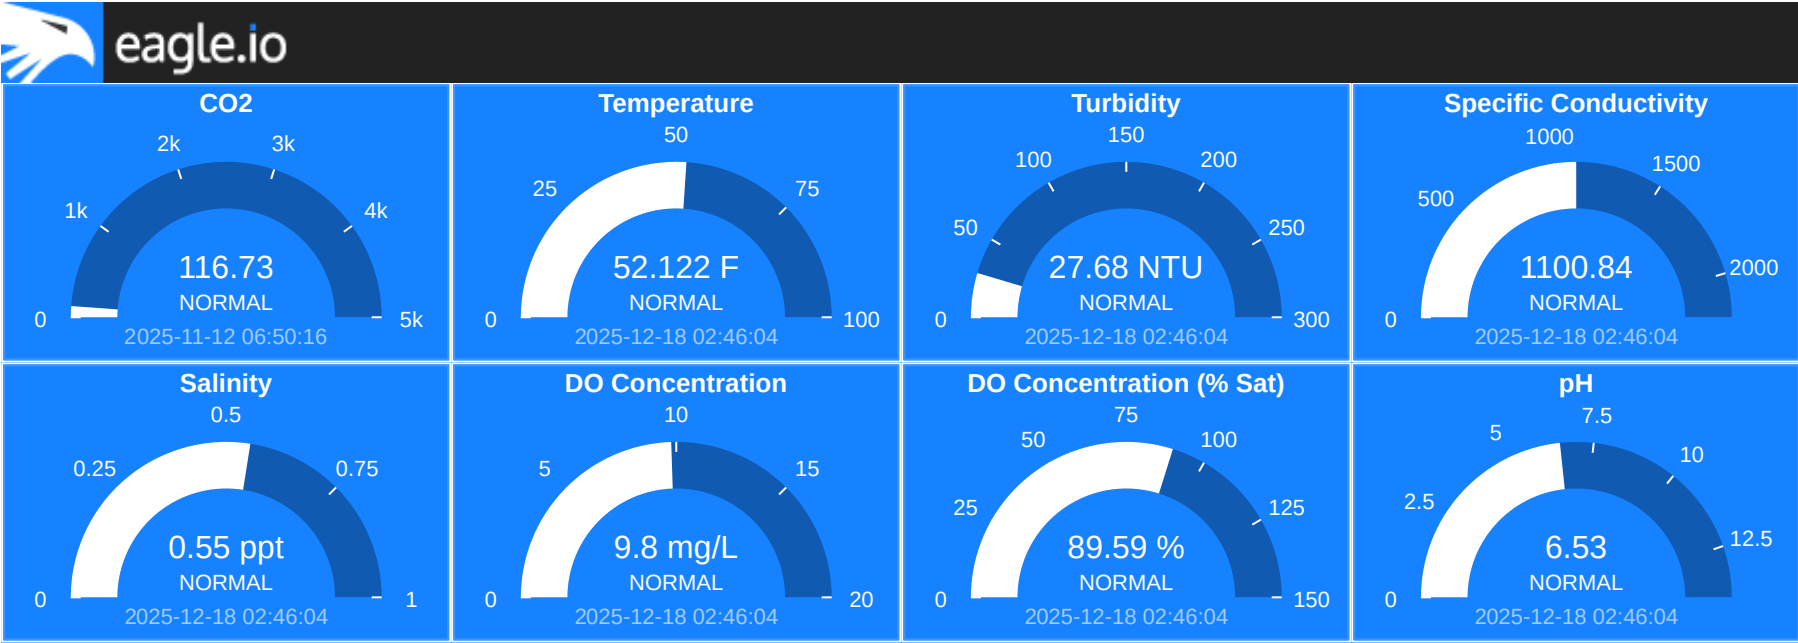 eagle.io
CO2
0
1k
2k
3k
4k
5k
116.73
NORMAL
2025-11-12 06:50:16
Temperature
0
25
50
75
100
52.122 F
NORMAL
2025-12-18 02:46:04
Turbidity
0
50
100
150
200
250
300
27.68 NTU
NORMAL
2025-12-18 02:46:04
Specific Conductivity
0
500
1000
1500
2000
1100.84
NORMAL
2025-12-18 02:46:04
Salinity
0
0.25
0.5
0.75
1
0.55 ppt
NORMAL
2025-12-18 02:46:04
DO Concentration
0
5
10
15
20
9.8 mg/L
NORMAL
2025-12-18 02:46:04
DO Concentration (% Sat)
0
25
50
75
100
125
150
89.59 %
NORMAL
2025-12-18 02:46:04
pH
0
2.5
5
7.5
10
12.5
6.53
NORMAL
2025-12-18 02:46:04